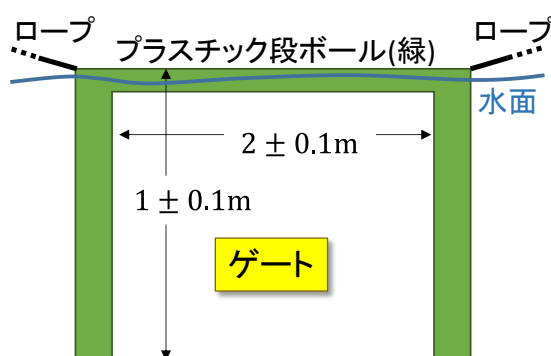 ロープ
ロープ
プラスチック段ボール(緑)
水面
2 ± 0.1m
1 ± 0.1m
ゲート